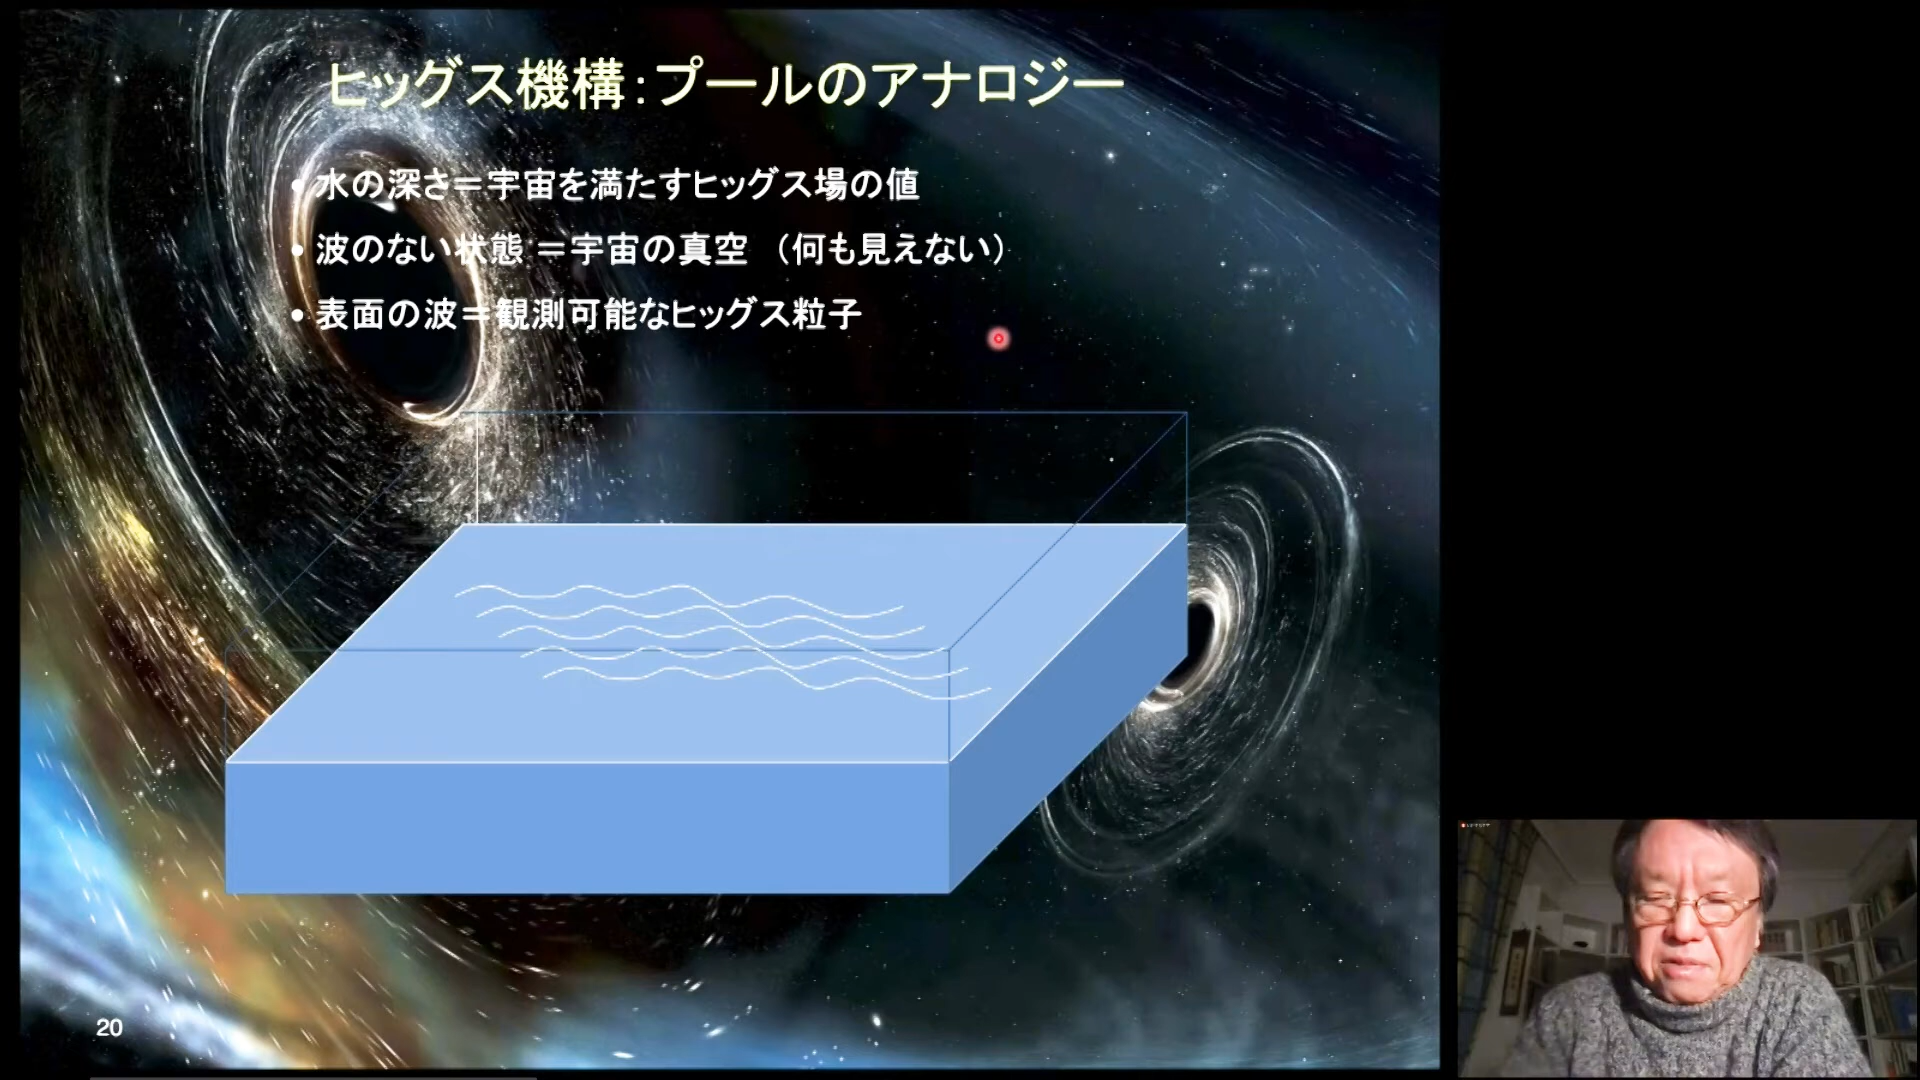 ヒッグス機構：プールのアナロジー
• 水の深さ＝宇宙を満たすヒッグス場の値
• 波のない状態 ＝宇宙の真空 （何も見えない）
• 表面の波＝観測可能なヒッグス粒子
20